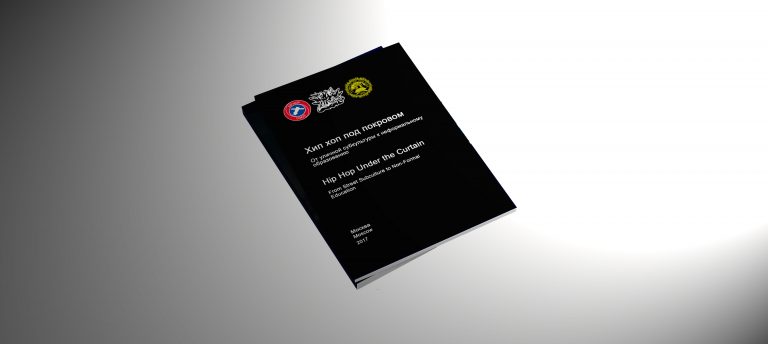 Хип хоп под покровом
От уличной субкультуры к неформальному
образованию
Hip Hop Under the Curtain
From Street Subculture to Non-Formal
Education
Москва
Moscow
2017